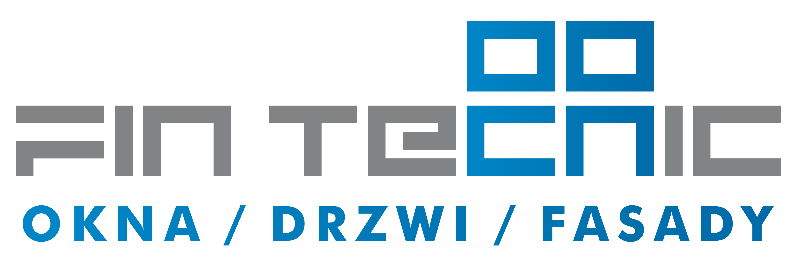 FIN TECNIC
OKNA / DRZWI / FASADY